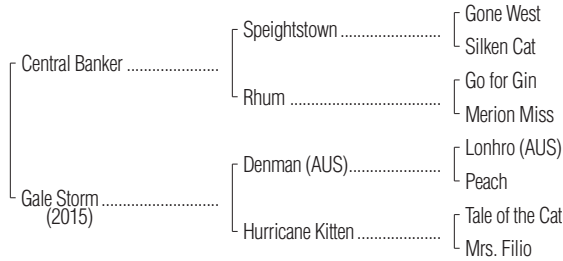 Gone West
Speightstown
Silken Cat
Central Banker
Go for Gin
Rhum
Merion Miss
Lonhro (AUS)
Denman (AUS)
Peach
Gale Storm
(2015)
Tale of the Cat
Hurricane Kitten
Mrs. Filio